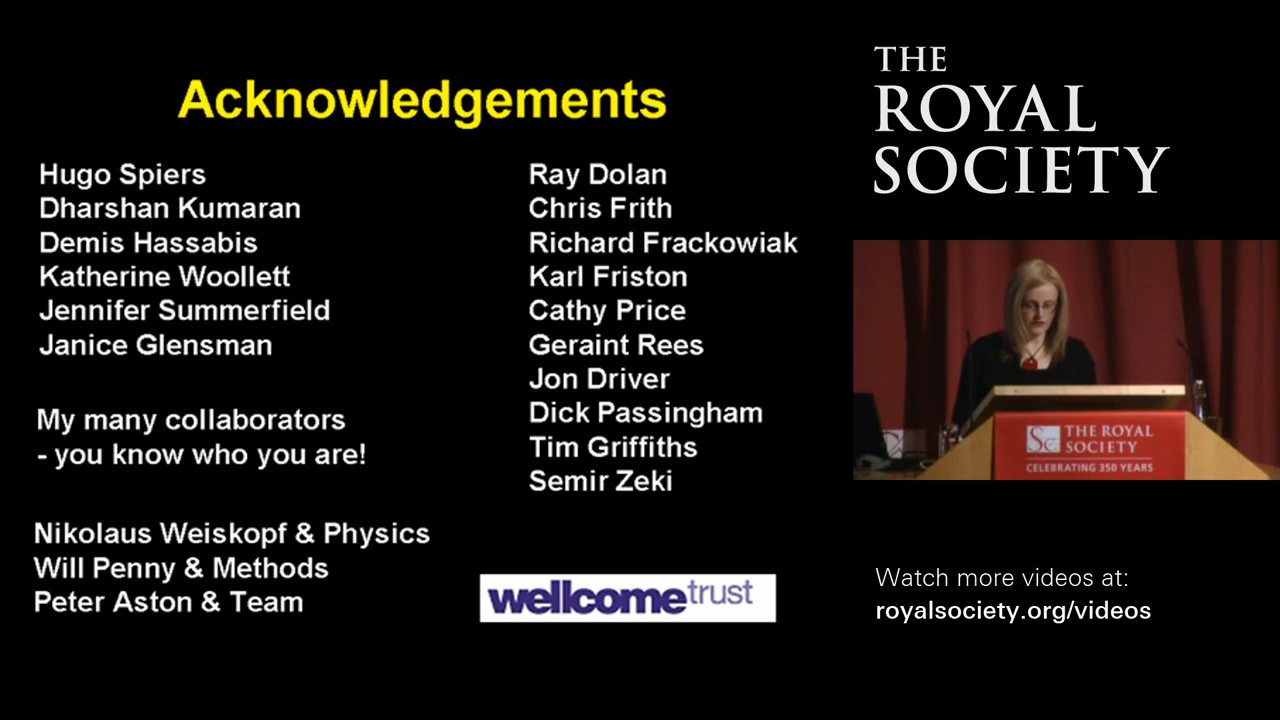 Acknowledgements
Hugo Spiers
Dharshan Kumaran
Demis Hassabis
Katherine Woollett
Jennifer Summerfield
Janice Glensman
My many collaborators
- you know who you are!
Nikolaus Weiskopf & Physics
Will Penny & Methods
Peter Aston & Team
Ray Dolan
Chris Frith
Richard Frackowiak
Karl Friston
Cathy Price
Geraint Rees
Jon Driver
Dick Passingham
Tim Griffiths
Semir Zeki
wellcometrust
THE
ROYAL
SOCIETY
THE ROYAL
SOCIETY
CELEBRATING 350 YEARS
Watch more videos at:
royalsociety.org/videos